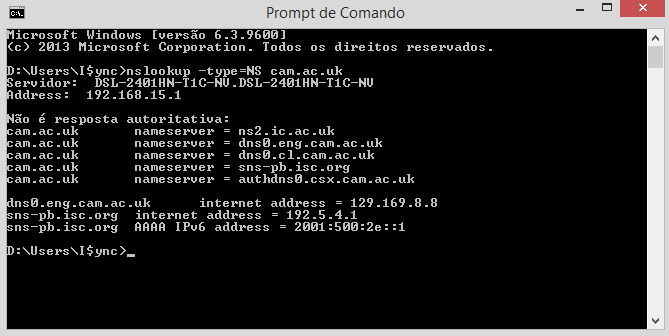 Prompt de Comando
Microsoft Windows [versão 6.3.9600]
(c) 2013 Microsoft Corporation. Todos os direitos reservados.
D:\Users\I$ync>nslookup -type=NS cam.ac.uk
Servidor:  DSL-2401HN-T1C-NV.DSL-2401HN-T1C-NV
Address:  192.168.15.1
Não é resposta autoritativa:
cam.ac.uk       nameserver = ns2.ic.ac.uk
cam.ac.uk       nameserver = dns0.eng.cam.ac.uk
cam.ac.uk       nameserver = dns0.cl.cam.ac.uk
cam.ac.uk       nameserver = sns-pb.isc.org
cam.ac.uk       nameserver = authdns0.csx.cam.ac.uk
dns0.eng.cam.ac.uk      internet address = 129.169.8.8
sns-pb.isc.org  internet address = 192.5.4.1
sns-pb.isc.org  AAAA IPv6 address = 2001:500:2e::1
D:\Users\I$ync>_